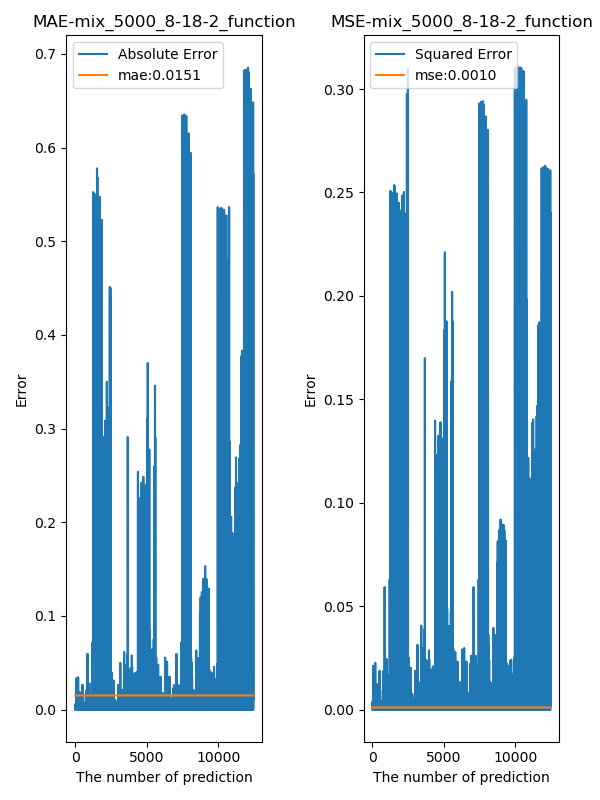 MAE-mix_5000_8-18-2_function
Absolute Error
mae:0.0151
0.7
0.6
0.5
0.4
0.3
0.2
0.1
0.0
Error
0
5000
10000
The number of prediction
MSE-mix_5000_8-18-2_function
Squared Error
mse:0.0010
0.30
0.25
0.20
0.15
0.10
0.05
0.00
Error
0
5000
10000
The number of prediction